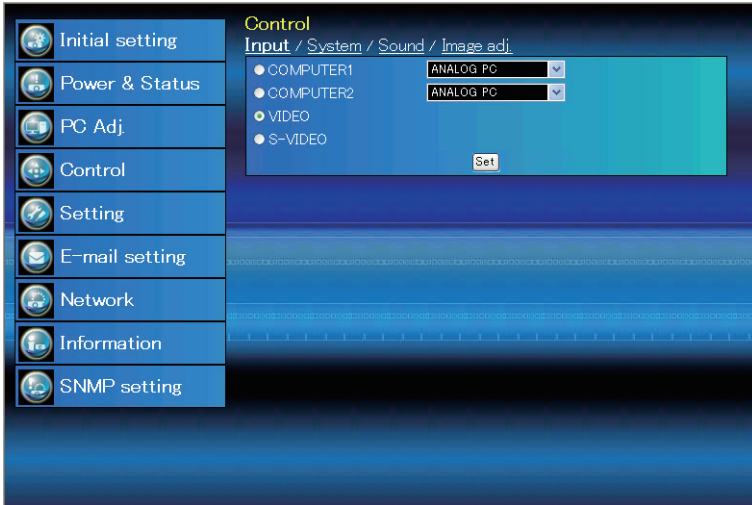 Initial setting
Power & Status
PC Adj.
Control
Setting
E-mail setting
Network
Information
SNMP setting
Control
Input / System / Sound / Image adj.
COMPUTER1 ANALOG PC
COMPUTER2 ANALOG PC
VIDEO
S-VIDEO
Set